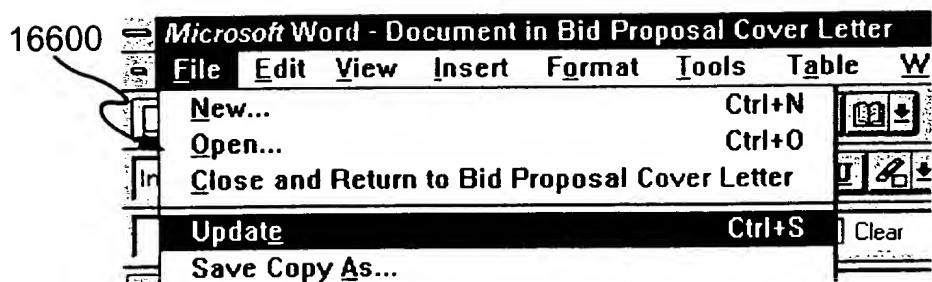 16600
Microsoft Word - Document in Bid Proposal Cover Letter
File Edit View Insert Format Tools Table W
New... Ctrl+N
Open... Ctrl+O
In Close and Return to Bid Proposal Cover Letter U
Update Ctrl+S Clear
Save Copy As...